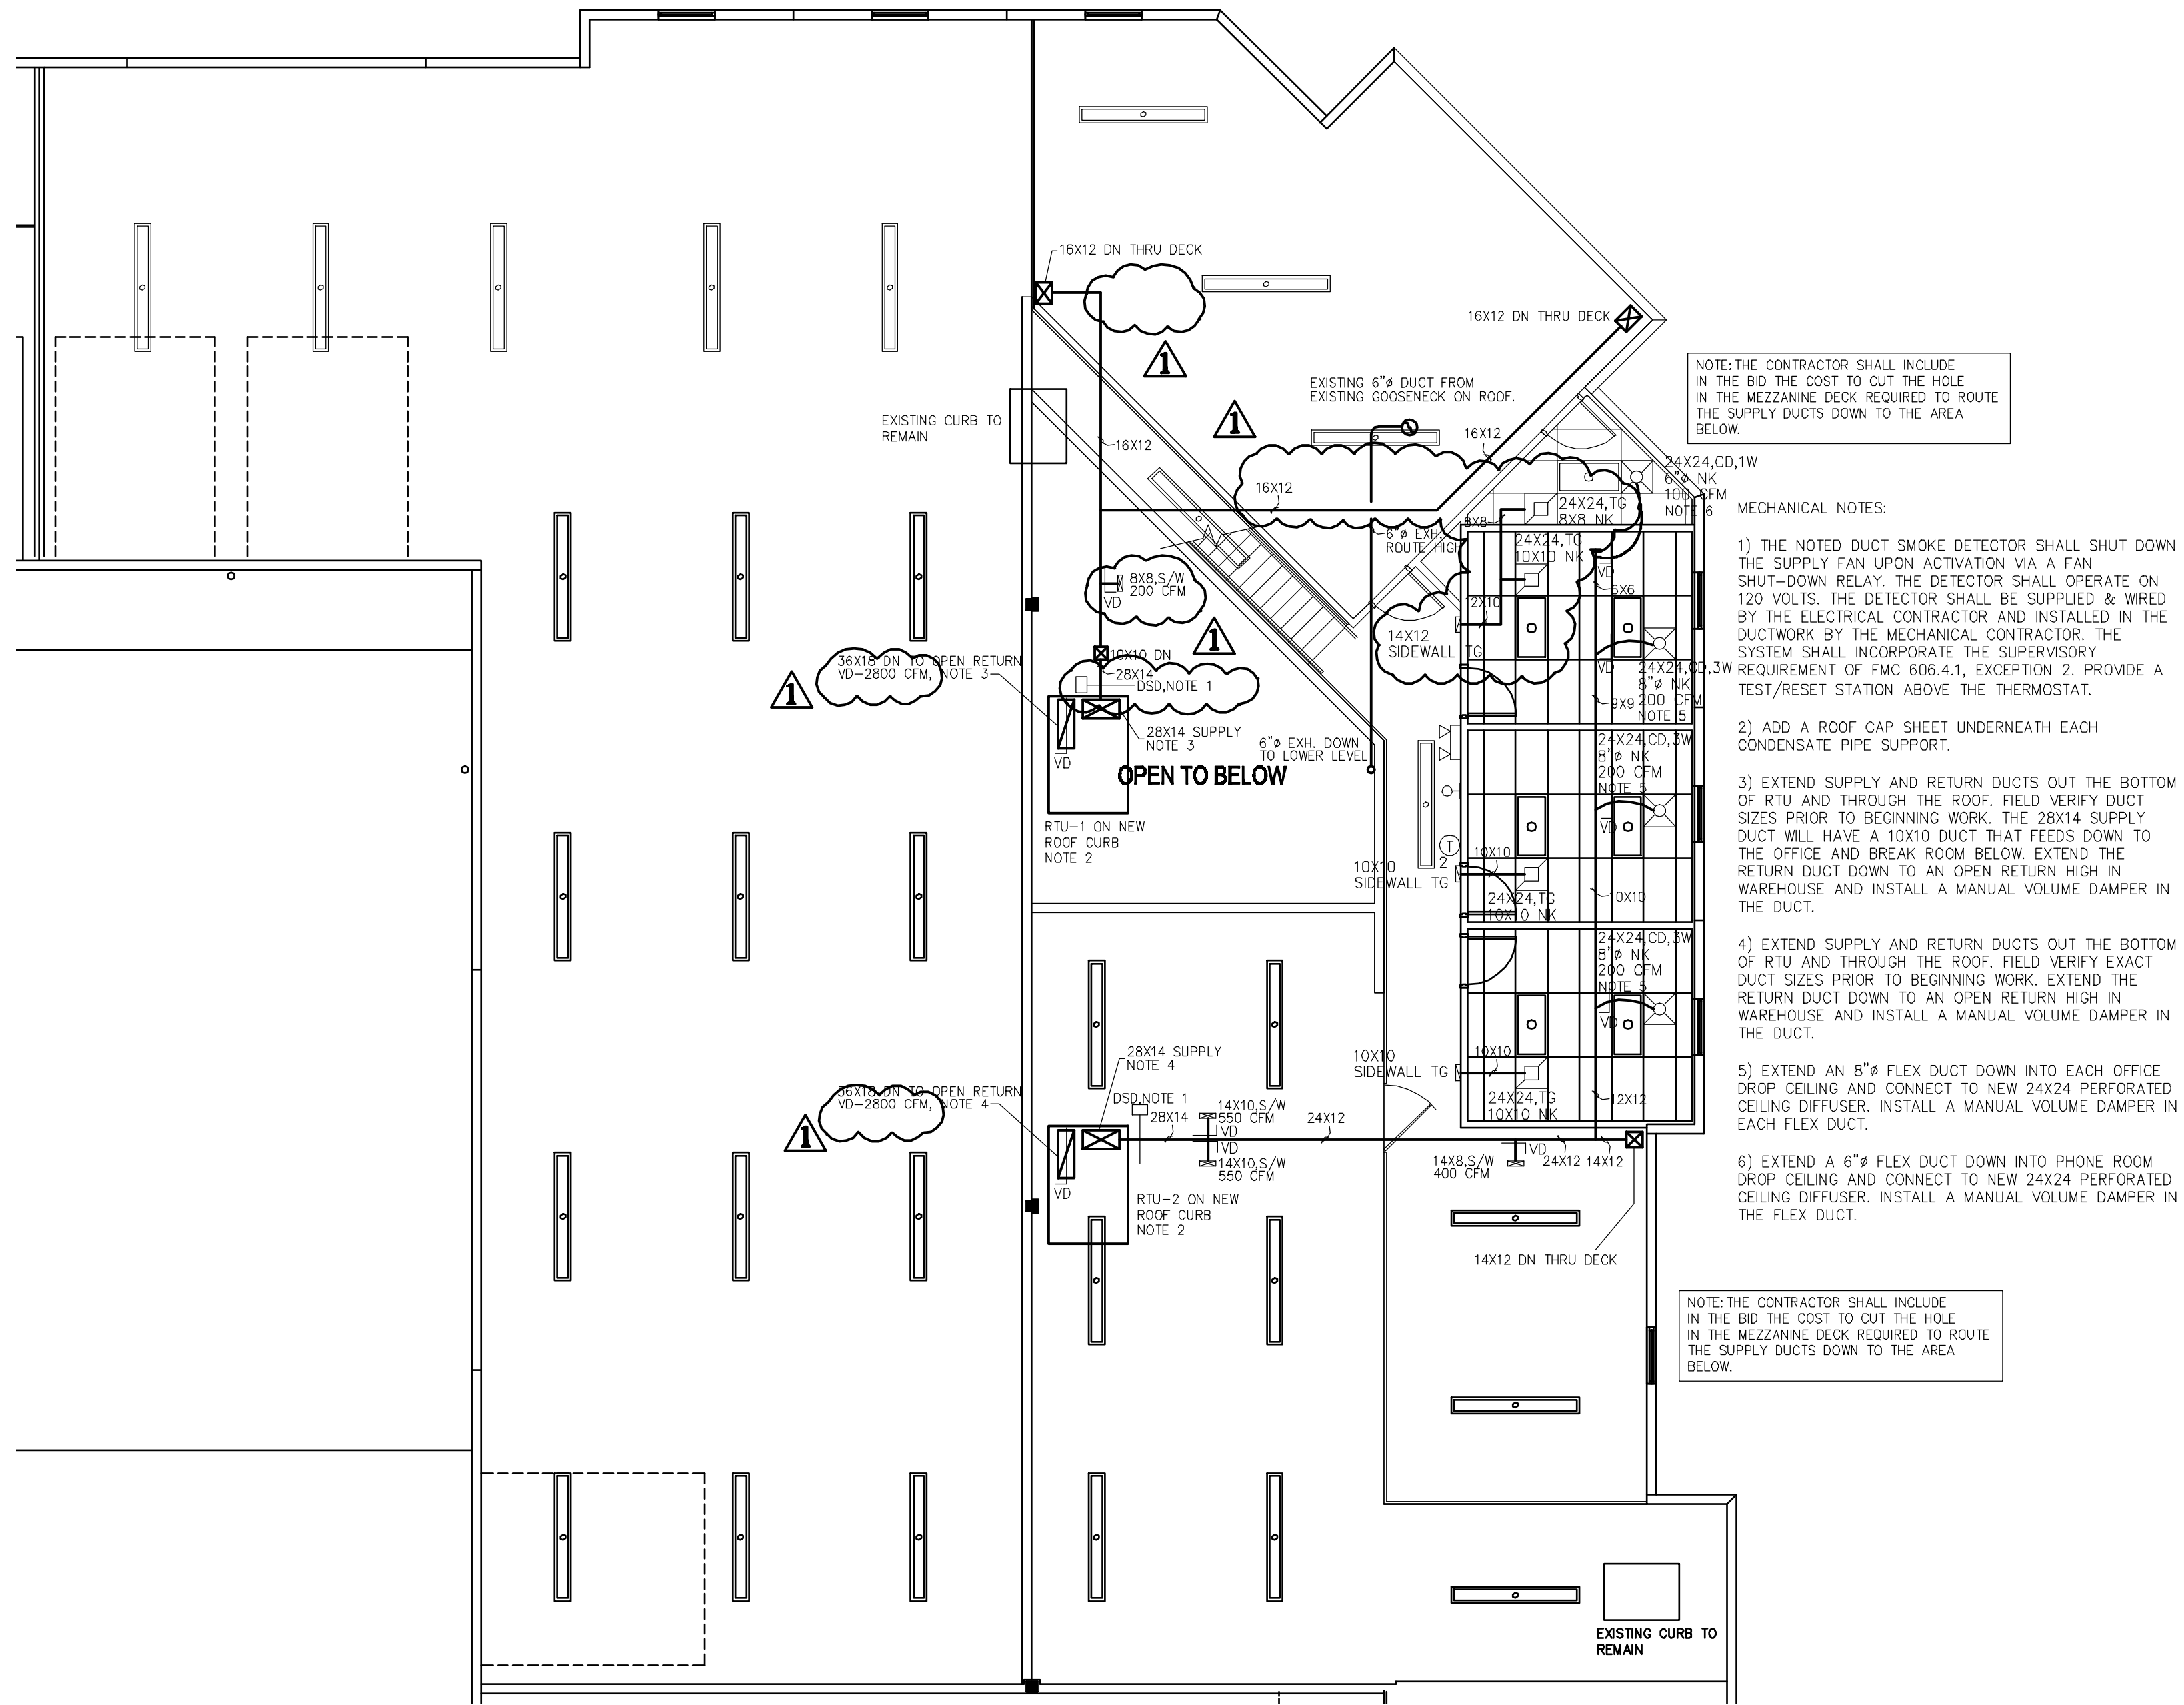 16X12 DN THRU DECK
1
16X12 DN THRU DECK
EXISTING 6"ø DUCT FROM
EXISTING GOOSENECK ON ROOF.
1
EXISTING CURB TO
REMAIN
16X12
16X12
16X12
24X24,CD,1W
6"ø NK
100 CFM
NOTE 6
24X24,TG
8X8 NK
8X8
6"ø EXH.
ROUTE HIGH
24X24,TG
10X10 NK
VD
6X6
12X10
8X8,S/W
200 CFM
VD
1
14X12
SIDEWALL TG
10X10 DN
28X14
DSD,NOTE 1
36X18 DN TO OPEN RETURN
VD-2800 CFM, NOTE 3
1
VD
24X24,CD,3W
8"ø NK
200 CFM
NOTE 5
9X9
28X14 SUPPLY
NOTE 3
VD
6"ø EXH. DOWN
TO LOWER LEVEL
OPEN TO BELOW
24X24,CD,3W
8"ø NK
200 CFM
NOTE 5
VD
RTU-1 ON NEW
ROOF CURB
NOTE 2
T
2
10X10
SIDEWALL TG
10X10
24X24,TG
10X10 NK
10X10
24X24,CD,3W
8"ø NK
200 CFM
NOTE 5
VD
28X14 SUPPLY
NOTE 4
10X10
SIDEWALL TG
10X10
24X24,TG
10X10 NK
12X12
36X18 DN TO OPEN RETURN
VD-2800 CFM, NOTE 4
1
DSD,NOTE 1
28X14
14X10,S/W
550 CFM
VD
VD
14X10,S/W
550 CFM
24X12
VD
14X8,S/W
400 CFM
VD
24X12
14X12
RTU-2 ON NEW
ROOF CURB
NOTE 2
14X12 DN THRU DECK
EXISTING CURB TO
REMAIN
NOTE: THE CONTRACTOR SHALL INCLUDE
IN THE BID THE COST TO CUT THE HOLE
IN THE MEZZANINE DECK REQUIRED TO ROUTE
THE SUPPLY DUCTS DOWN TO THE AREA
BELOW.
MECHANICAL NOTES:
1) THE NOTED DUCT SMOKE DETECTOR SHALL SHUT DOWN
THE SUPPLY FAN UPON ACTIVATION VIA A FAN
SHUT-DOWN RELAY. THE DETECTOR SHALL OPERATE ON
120 VOLTS. THE DETECTOR SHALL BE SUPPLIED & WIRED
BY THE ELECTRICAL CONTRACTOR AND INSTALLED IN THE
DUCTWORK BY THE MECHANICAL CONTRACTOR. THE
SYSTEM SHALL INCORPORATE THE SUPERVISORY
REQUIREMENT OF FMC 606.4.1, EXCEPTION 2. PROVIDE A
TEST/RESET STATION ABOVE THE THERMOSTAT.
2) ADD A ROOF CAP SHEET UNDERNEATH EACH
CONDENSATE PIPE SUPPORT.
3) EXTEND SUPPLY AND RETURN DUCTS OUT THE BOTTOM
OF RTU AND THROUGH THE ROOF. FIELD VERIFY DUCT
SIZES PRIOR TO BEGINNING WORK. THE 28X14 SUPPLY
DUCT WILL HAVE A 10X10 DUCT THAT FEEDS DOWN TO
THE OFFICE AND BREAK ROOM BELOW. EXTEND THE
RETURN DUCT DOWN TO AN OPEN RETURN HIGH IN
WAREHOUSE AND INSTALL A MANUAL VOLUME DAMPER IN
THE DUCT.
4) EXTEND SUPPLY AND RETURN DUCTS OUT THE BOTTOM
OF RTU AND THROUGH THE ROOF. FIELD VERIFY EXACT
DUCT SIZES PRIOR TO BEGINNING WORK. EXTEND THE
RETURN DUCT DOWN TO AN OPEN RETURN HIGH IN
WAREHOUSE AND INSTALL A MANUAL VOLUME DAMPER IN
THE DUCT.
5) EXTEND AN 8"ø FLEX DUCT DOWN INTO EACH OFFICE
DROP CEILING AND CONNECT TO NEW 24X24 PERFORATED
CEILING DIFFUSER. INSTALL A MANUAL VOLUME DAMPER IN
EACH FLEX DUCT.
6) EXTEND A 6"ø FLEX DUCT DOWN INTO PHONE ROOM
DROP CEILING AND CONNECT TO NEW 24X24 PERFORATED
CEILING DIFFUSER. INSTALL A MANUAL VOLUME DAMPER IN
THE FLEX DUCT.
NOTE: THE CONTRACTOR SHALL INCLUDE
IN THE BID THE COST TO CUT THE HOLE
IN THE MEZZANINE DECK REQUIRED TO ROUTE
THE SUPPLY DUCTS DOWN TO THE AREA
BELOW.